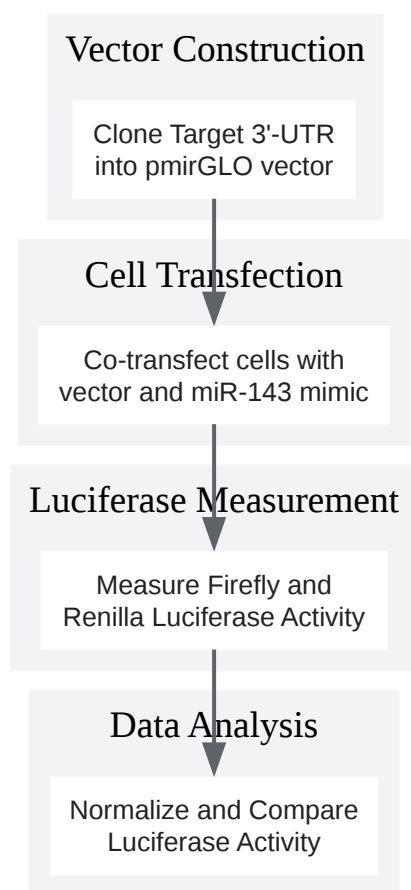 Vector Construction
Clone Target 3'-UTR
into pmirGLO vector
Cell Transfection
Co-transfect cells with
vector and miR-143 mimic
Luciferase Measurement
Measure Firefly and
Renilla Luciferase Activity
Data Analysis
Normalize and Compare
Luciferase Activity